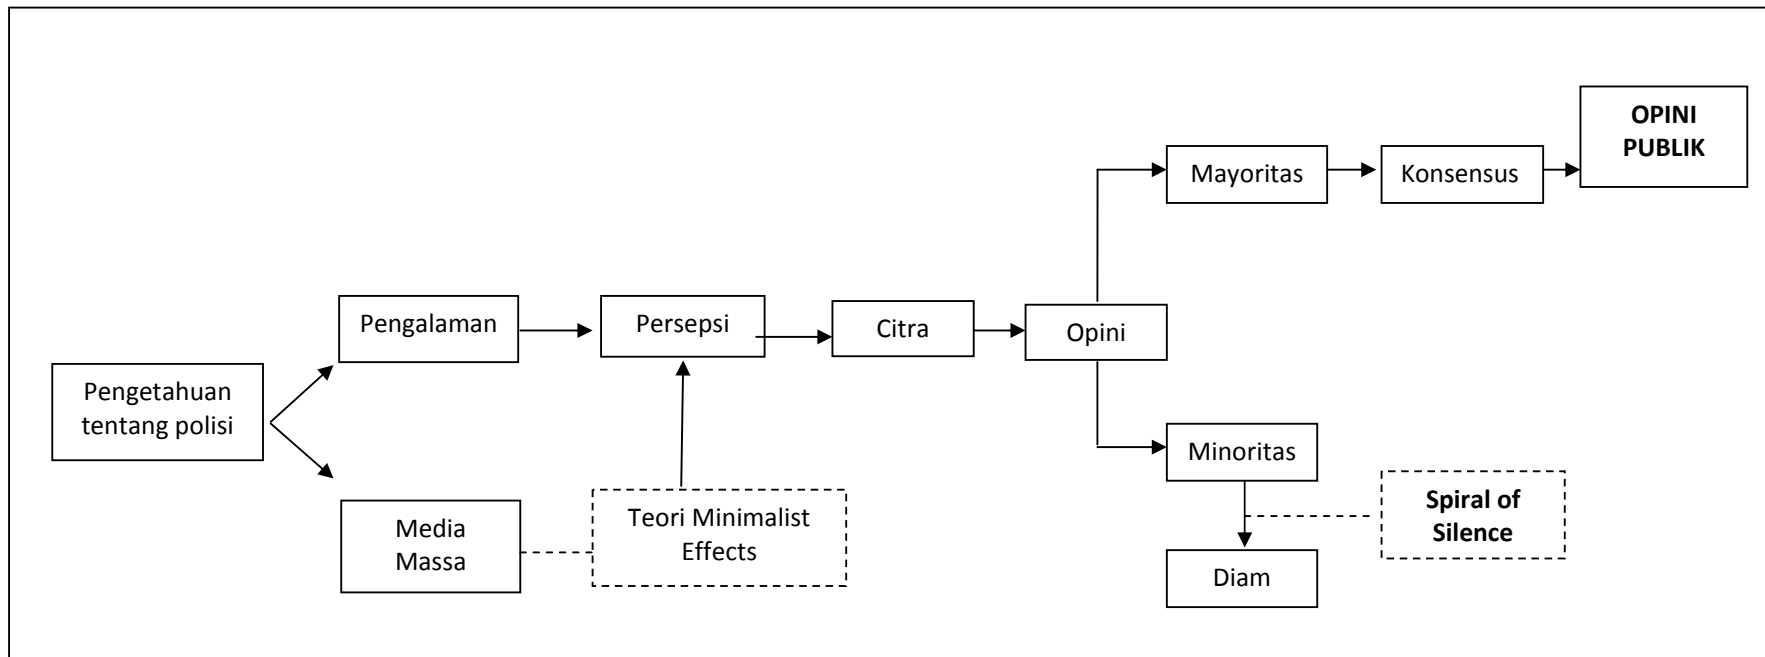 OPINI
PUBLIK
Mayoritas
Konsensus
Pengalaman
Persepsi
Citra
Opini
Pengetahuan
tentang polisi
Minoritas
Media
Massa
Teori Minimalist
Effects
Spiral of
Silence
Diam